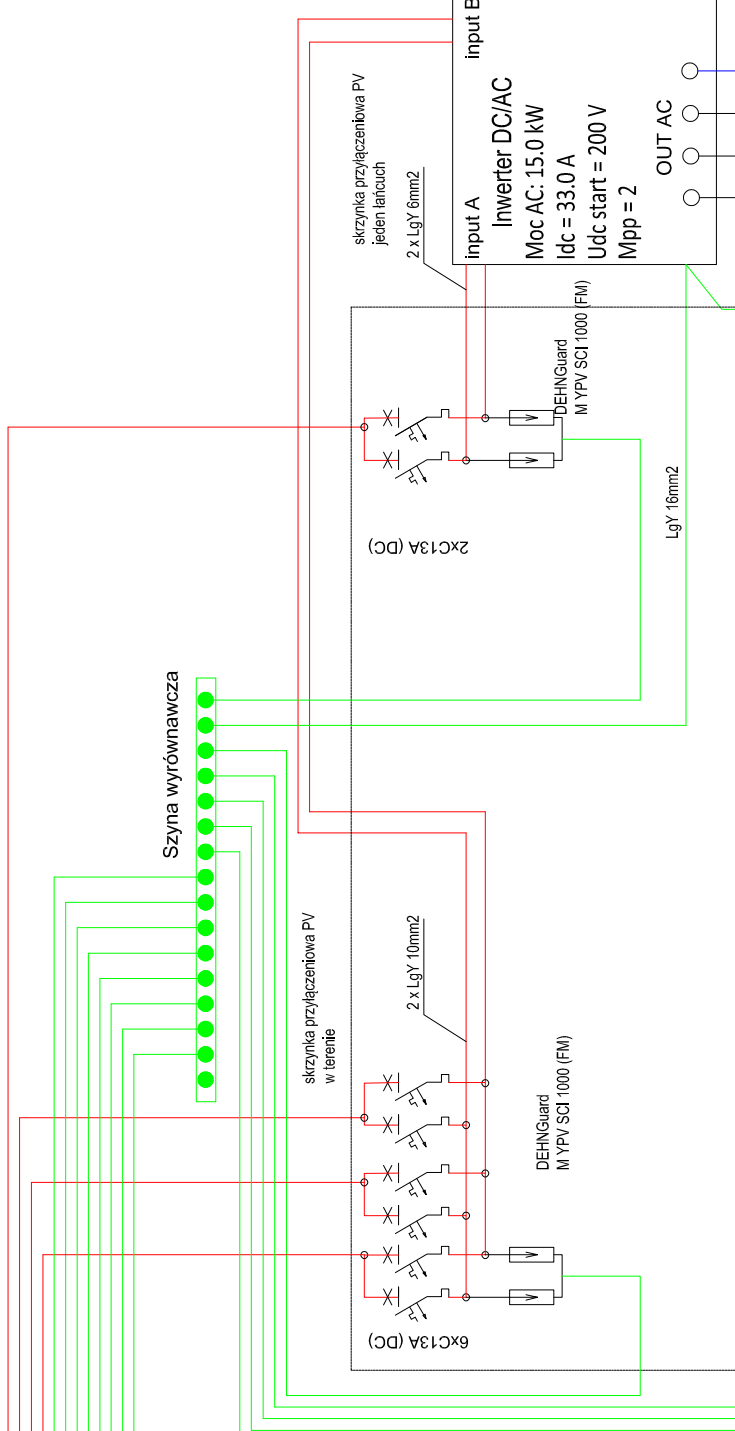 input B
skrzynka przyłączeniowa PV
jeden łańcuch
2 x LgY 6mm2
input A
Inwerter DC/AC
Moc AC: 15.0 kW
Idc = 33.0 A
Udc start = 200 V
Mpp = 2
OUT AC
DEHNGuard
M YPV SCI 1000 (FM)
2xC13A (DC)
LgY 16mm2
Szyna wyrównawcza
skrzynka przyłączeniowa PV
w terenie
2 x LgY 10mm2
DEHNGuard
M YPV SCI 1000 (FM)
6xC13A (DC)